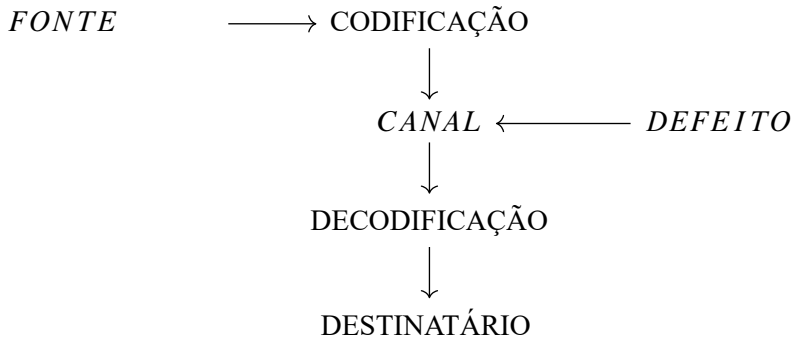 FONTE CODIFICAÇÃO
CANAL DEFEITO
DECODIFICAÇÃO
DESTINATÁRIO